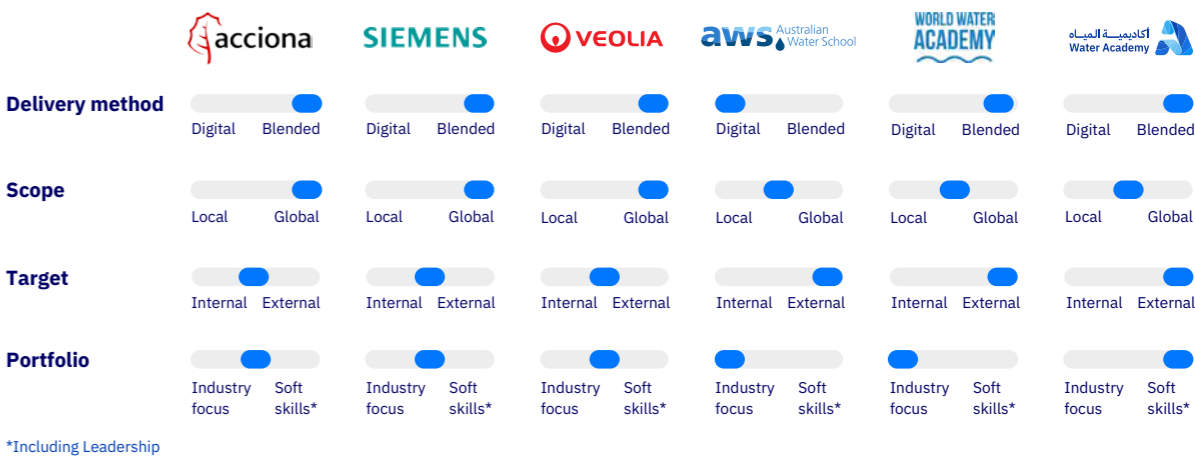 acciona
SIEMENS
VEOLIA
aws Australian
Water School
WORLD WATER
ACADEMY
أكاديميــة الميــاه
Water Academy
Delivery method
Digital Blended Digital Blended Digital Blended Digital Blended Digital Blended Digital Blended
Scope
Local Global Local Global Local Global Local Global Local Global Local Global
Target
Internal External Internal External Internal External Internal External Internal External Internal External
Portfolio
Industry Soft Industry Soft Industry Soft Industry Soft Industry Soft Industry Soft
focus skills* focus skills* focus skills* focus skills* focus skills* focus skills*
*Including Leadership